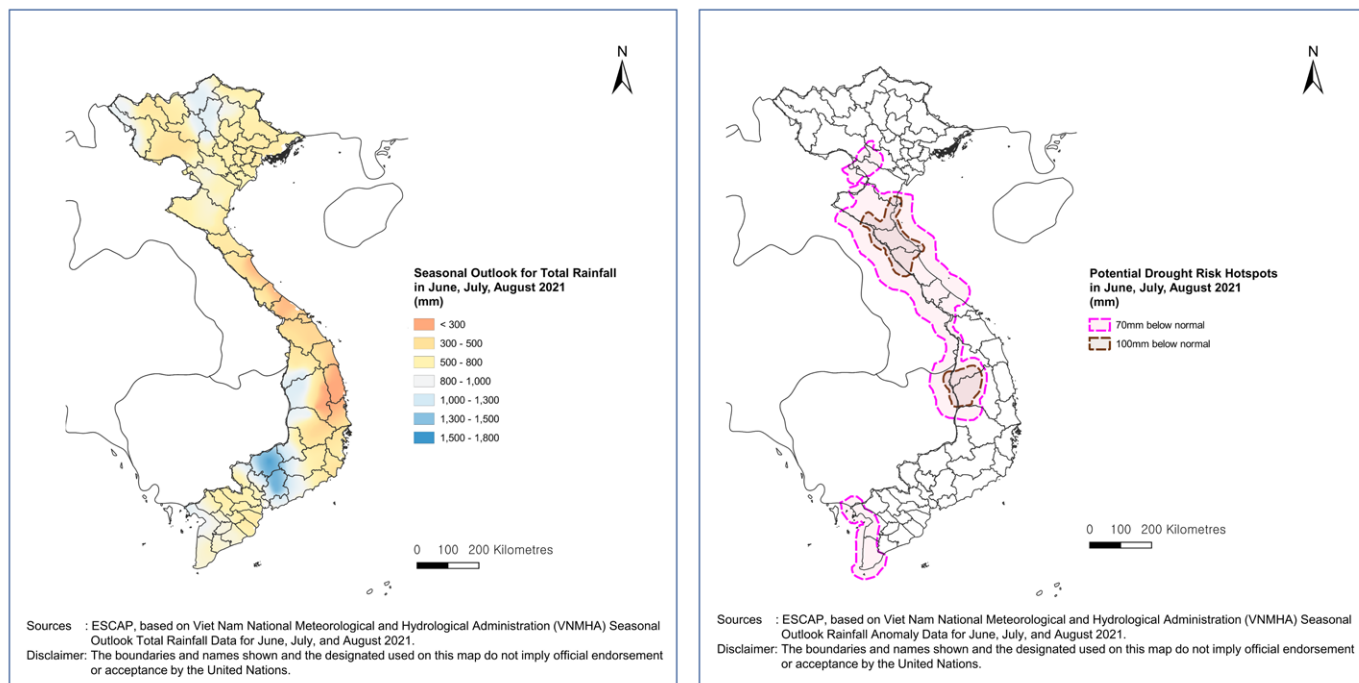 N
Seasonal Outlook for Total Rainfall
in June, July, August 2021
(mm)
< 300
300 - 500
500 - 800
800 - 1,000
1,000 - 1,300
1,300 - 1,500
1,500 - 1,800
0 100 200 Kilometres
Sources : ESCAP, based on Viet Nam National Meteorological and Hydrological Administration (VNMHA) Seasonal
Outlook Total Rainfall Data for June, July, and August 2021.
Disclaimer: The boundaries and names shown and the designated used on this map do not imply official endorsement
or acceptance by the United Nations.
N
Potential Drought Risk Hotspots
in June, July, August 2021
(mm)
70mm below normal
100mm below normal
0 100 200 Kilometres
Sources : ESCAP, based on Viet Nam National Meteorological and Hydrological Administration (VNMHA) Seasonal
Outlook Rainfall Anomaly Data for June, July, and August 2021.
Disclaimer: The boundaries and names shown and the designated used on this map do not imply official endorsement
or acceptance by the United Nations.